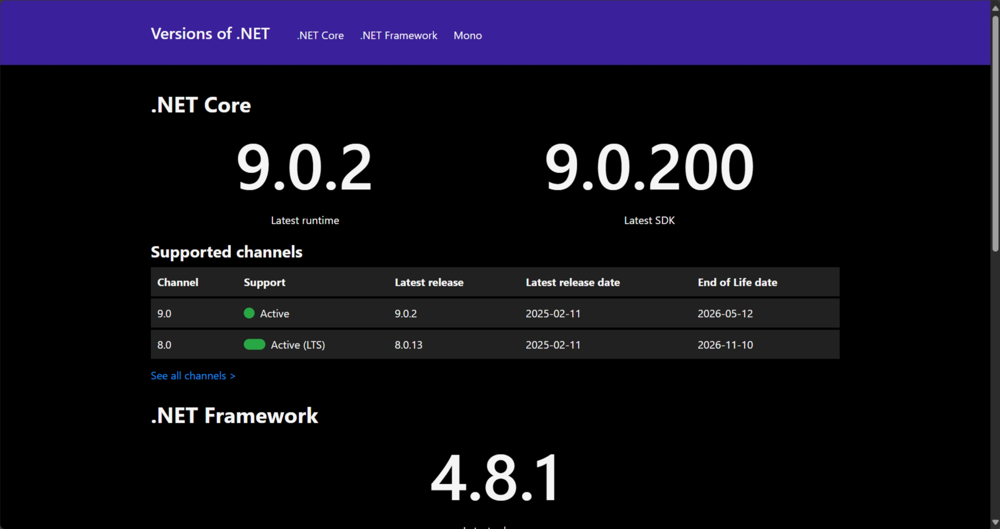 Versions of .NET .NET Core .NET Framework Mono
.NET Core
9.0.2 9.0.200
Latest runtime Latest SDK
Supported channels
Channel Support Latest release Latest release date End of Life date
9.0 Active 9.0.2 2025-02-11 2026-05-12
8.0 Active (LTS) 8.0.13 2025-02-11 2026-11-10
See all channels >
.NET Framework
4.8.1